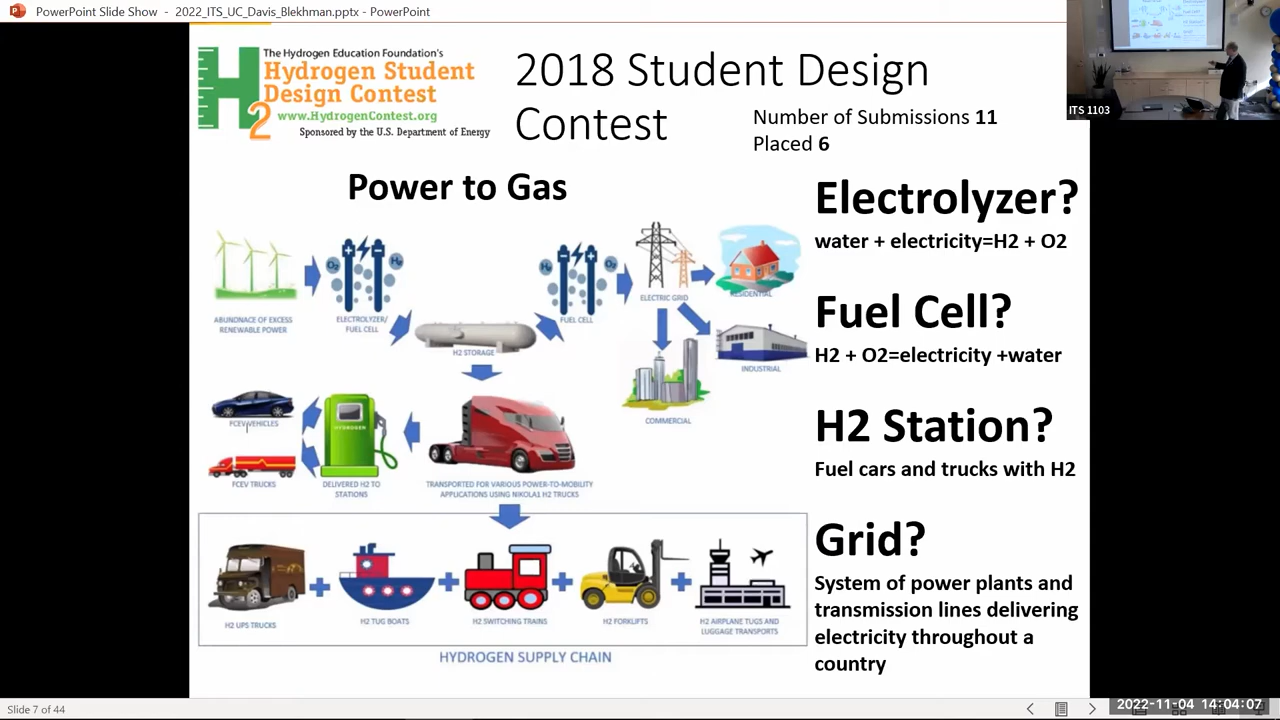 PowerPoint Slide Show - 2022_ITS_UC_Davis_Blekhman.pptx - PowerPoint
ITS 1103
The Hydrogen Education Foundation's
H2
Hydrogen Student
Design Contest
www.HydrogenContest.org
Sponsored by the U.S. Department of Energy
2018 Student Design
Contest
Number of Submissions 11
Placed 6
Power to Gas
O₂
H₂
H₂
O₂
ABUNONACE OF EXCESS
RENEWABLE POWER
ELECTROLYZER/
FUEL CELL
H2 STORAGE
FUEL CELL
ELECTRIC GRID
RESIDENTIAL
INDUSTRIAL
COMMERCIAL
FCEV VEHICLES
FCEV TRUCKS
HYDROGEN
DELIVERED H2 TO
STATIONS
TRANSPORTED FOR VARIOUS POWER-TO-MOBILITY
APPLICATIONS USING NIKOLA1 H2 TRUCKS
H2 UPS TRUCKS
H2 TUG BOATS
H2 SWITCHING TRAINS
H2 FORKLIFTS
H2 AIRPLANE TUGS AND
LUGGAGE TRANSPORTS
HYDROGEN SUPPLY CHAIN
Electrolyzer?
water + electricity=H2 + O2
Fuel Cell?
H2 + O2=electricity +water
H2 Station?
Fuel cars and trucks with H2
Grid?
System of power plants and
transmission lines delivering
electricity throughout a
country
Slide 7 of 44
2022-11-04 14:04:07